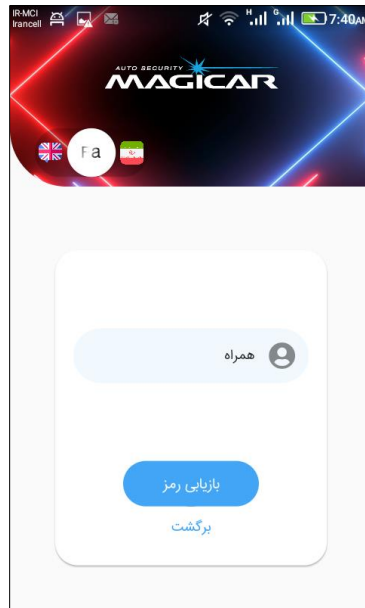 IR-MCI
Irancell
H
G
7:40AM
AUTO SECURITY
MAGICAR
Fa
همراه
بازیابی رمز
برگشت